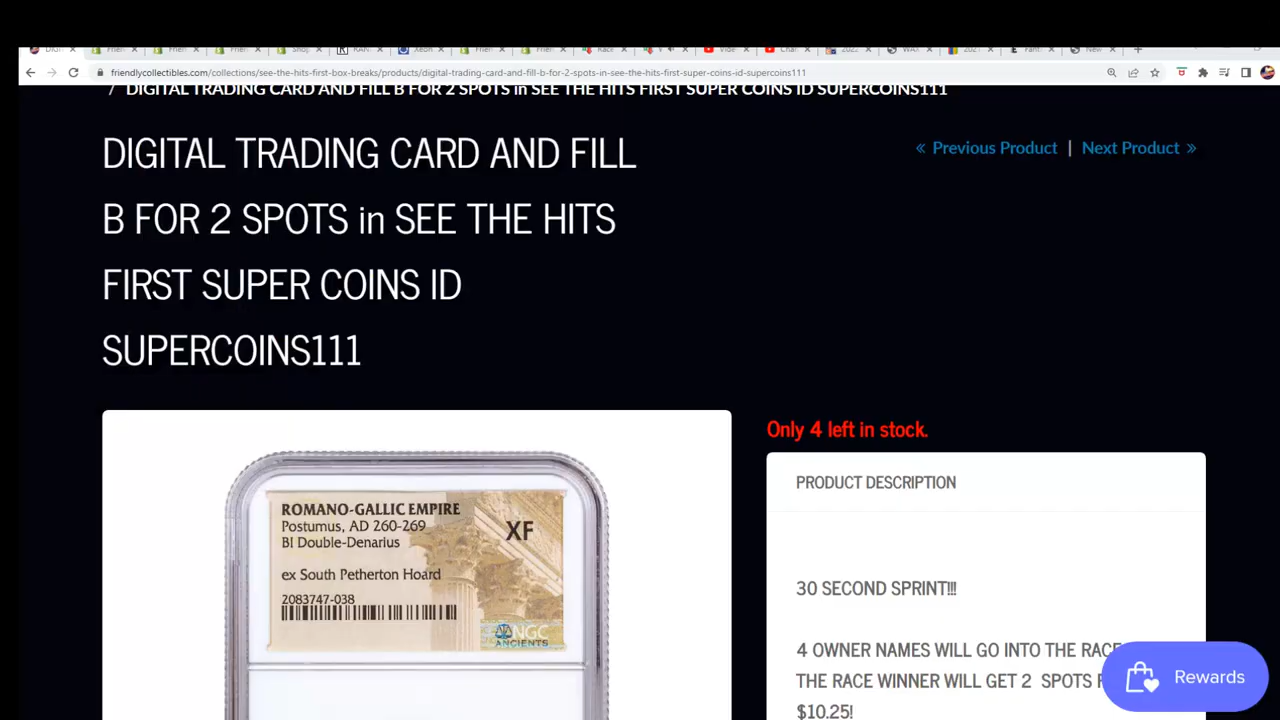 friendlycollectibles.com/collections/see-the-hits-first-box-breaks/products/digital-trading-card-and-fill-b-for-2-spots-in-see-the-hits-first-super-coins-id-supercoins111
/ DIGITAL TRADING CARD AND FILL B FOR 2 SPOTS in SEE THE HITS FIRST SUPER COINS ID SUPERCOINS111
« Previous Product | Next Product »
DIGITAL TRADING CARD AND FILL
B FOR 2 SPOTS in SEE THE HITS
FIRST SUPER COINS ID
SUPERCOINS111
Only 4 left in stock.
ROMANO-GALLIC EMPIRE
Postumus, AD 260-269
BI Double-Denarius
XF
ex South Petherton Hoard
2083747-038
NGC
ANCIENTS
PRODUCT DESCRIPTION
30 SECOND SPRINT!!!
4 OWNER NAMES WILL GO INTO THE RACE
THE RACE WINNER WILL GET 2 SPOTS
$10.25!
Rewards